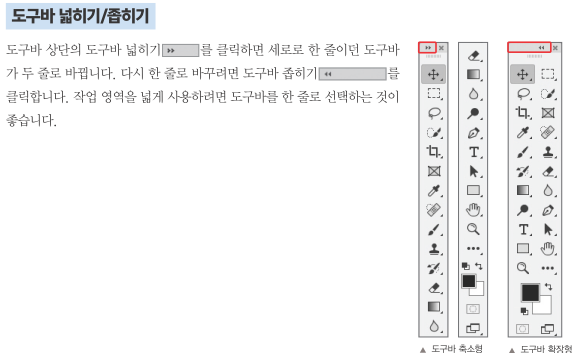 도구바 넓히기/좁히기
도구바 상단의 도구바 넓히기 를 클릭하면 세로로 한 줄이던 도구바
가 두 줄로 바뀝니다. 다시 한 줄로 바꾸려면 도구바 좁히기 를
클릭합니다. 작업 영역을 넓게 사용하려면 도구바를 한 줄로 선택하는 것이
좋습니다.
▲ 도구바 축소형
▲ 도구바 확장형